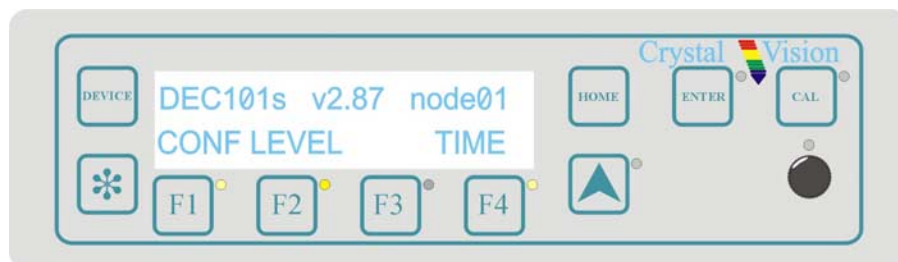 Crystal Vision
DEVICE
DEC101s v2.87 node01
CONF LEVEL TIME
HOME
ENTER
CAL
F1
F2
F3
F4